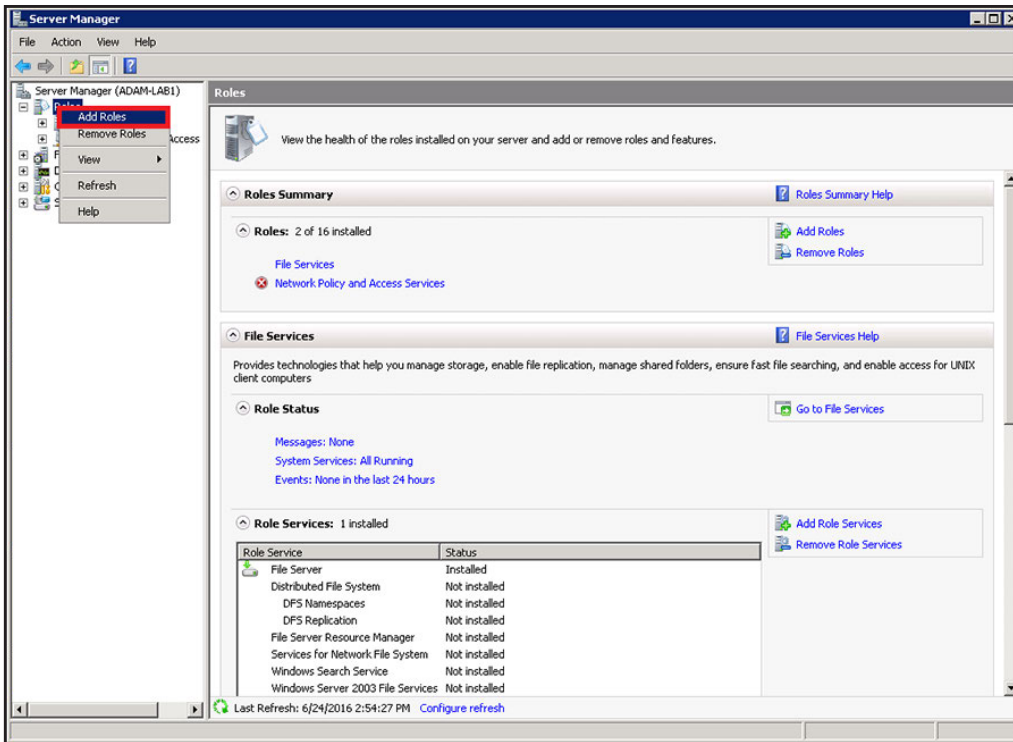 Server Manager
File Action View Help
Server Manager (ADAM-LAB1)
Roles
Add Roles
Remove Roles
Access
View
Refresh
Help
Roles
View the health of the roles installed on your server and add or remove roles and features.
Roles Summary
Roles Summary Help
Roles: 2 of 16 installed
Add Roles
Remove Roles
File Services
Network Policy and Access Services
File Services
File Services Help
Provides technologies that help you manage storage, enable file replication, manage shared folders, ensure fast file searching, and enable access for UNIX
client computers
Role Status
Go to File Services
Messages: None
System Services: All Running
Events: None in the last 24 hours
Role Services: 1 installed
Add Role Services
Remove Role Services
Role Service Status
File Server Installed
Distributed File System Not installed
DFS Namespaces Not installed
DFS Replication Not installed
File Server Resource Manager Not installed
Services for Network File System Not installed
Windows Search Service Not installed
Windows Server 2003 File Services Not installed
Last Refresh: 6/24/2016 2:54:27 PM Configure refresh